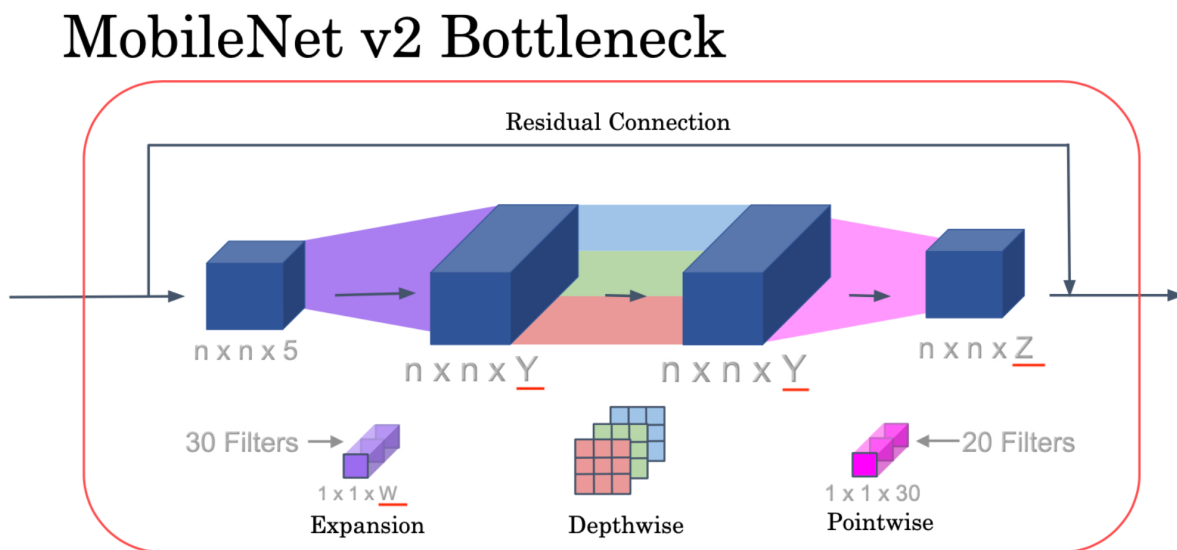 MobileNet v2 Bottleneck
Residual Connection
n x n x 5
n x n x Y
n x n x Y
n x n x Z
30 Filters
20 Filters
1 x 1 x W
1 x 1 x 30
Expansion
Depthwise
Pointwise